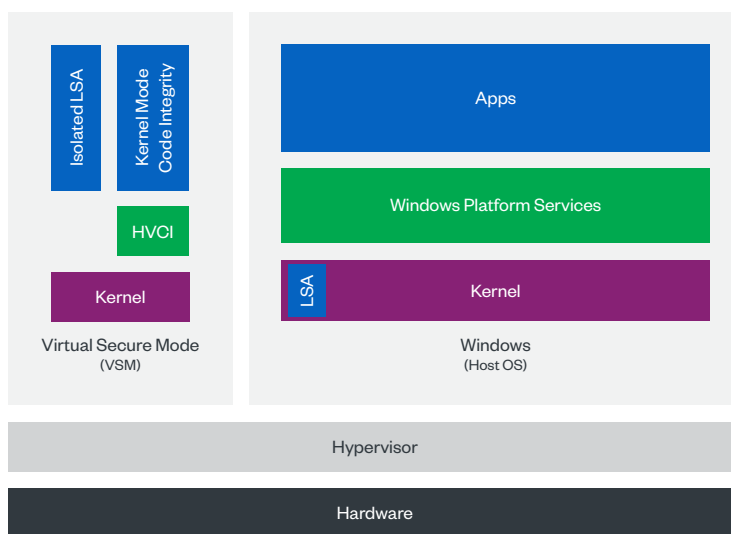 Isolated LSA
Kernel Mode
Code Integrity
HVCI
Kernel
Virtual Secure Mode
(VSM)
Apps
Windows Platform Services
LSA
Kernel
Windows
(Host OS)
Hypervisor
Hardware